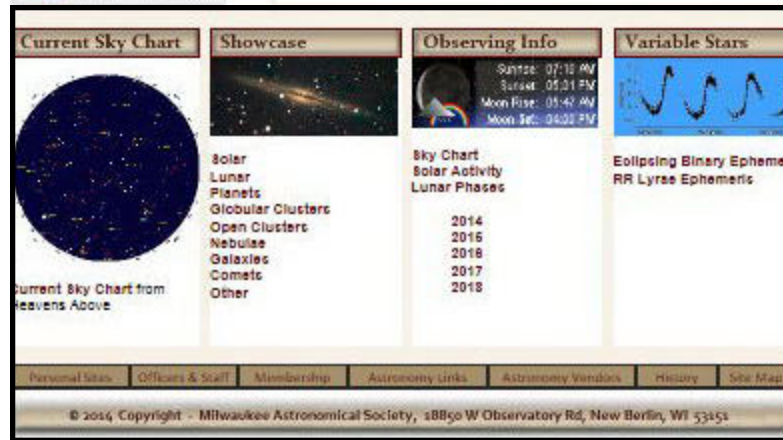 Current Sky Chart
Current Sky Chart from
Heavens Above
Showcase
Solar
Lunar
Planets
Globular Clusters
Open Clusters
Nebulae
Galaxies
Comets
Other
Observing Info
Sunrise: 07:16 AM
Sunset: 05:01 PM
Moon Rise: 05:47 AM
Moon Set: 04:00 PM
Sky Chart
Solar Activity
Lunar Phases
2014
2015
2016
2017
2018
Variable Stars
Eclipsing Binary Epheme
RR Lyrae Ephemeris
Personal Sites Officers & Staff Membership Astronomy Links Astronomy Vendors History Site Map
© 2014 Copyright - Milwaukee Astronomical Society, 18850 W Observatory Rd, New Berlin, WI 53151